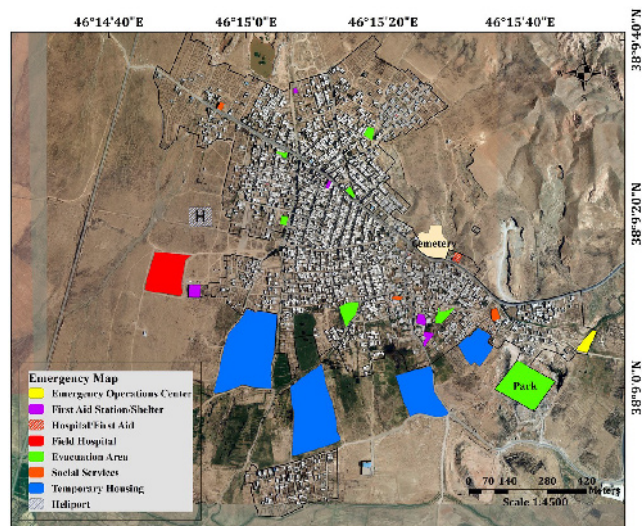 46°14'40" 46°15'0" 46°15'20" 46°15'40"
38°9'40"N
38°9'20"N
38°9'0"N
H
Cemetery
Park
Emergency Map
Emergency Operations Center
First Aid Station/Shelter
Hospital/First Aid
Field Hospital
Evacuation Area
Social Services
Temporary Housing
Heliport
0 70 140 280 420
Meters
Scale 1:4500